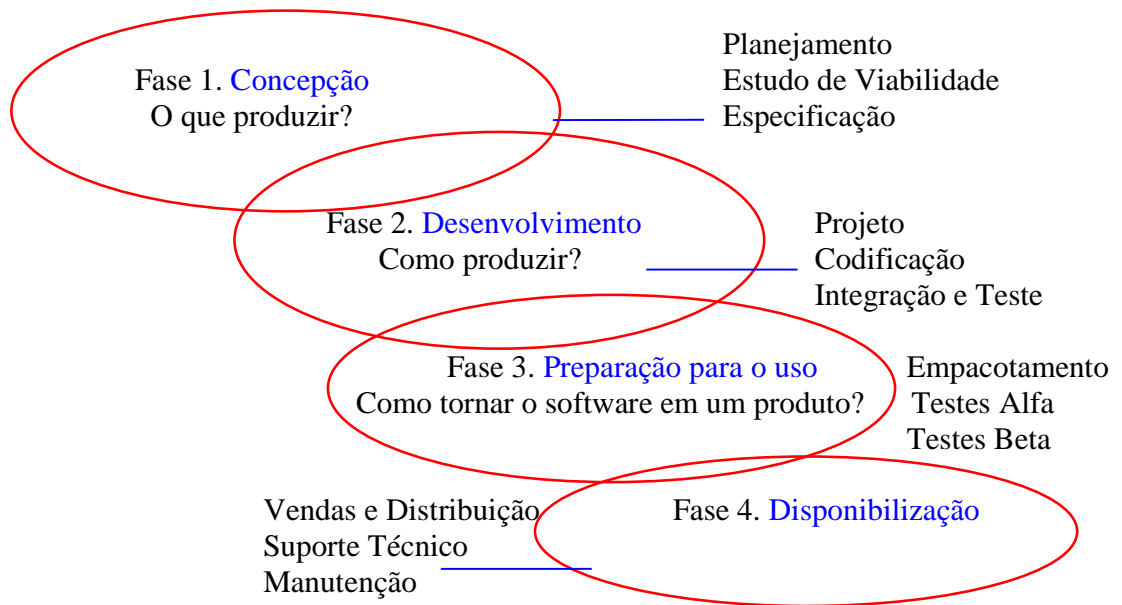 Fase 1. Concepção
O que produzir?
Planejamento
Estudo de Viabilidade
Especificação
Fase 2. Desenvolvimento
Como produzir?
Projeto
Codificação
Integração e Teste
Fase 3. Preparação para o uso
Como tornar o software em um produto?
Empacotamento
Testes Alfa
Testes Beta
Fase 4. Disponibilização
Vendas e Distribuição
Suporte Técnico
Manutenção